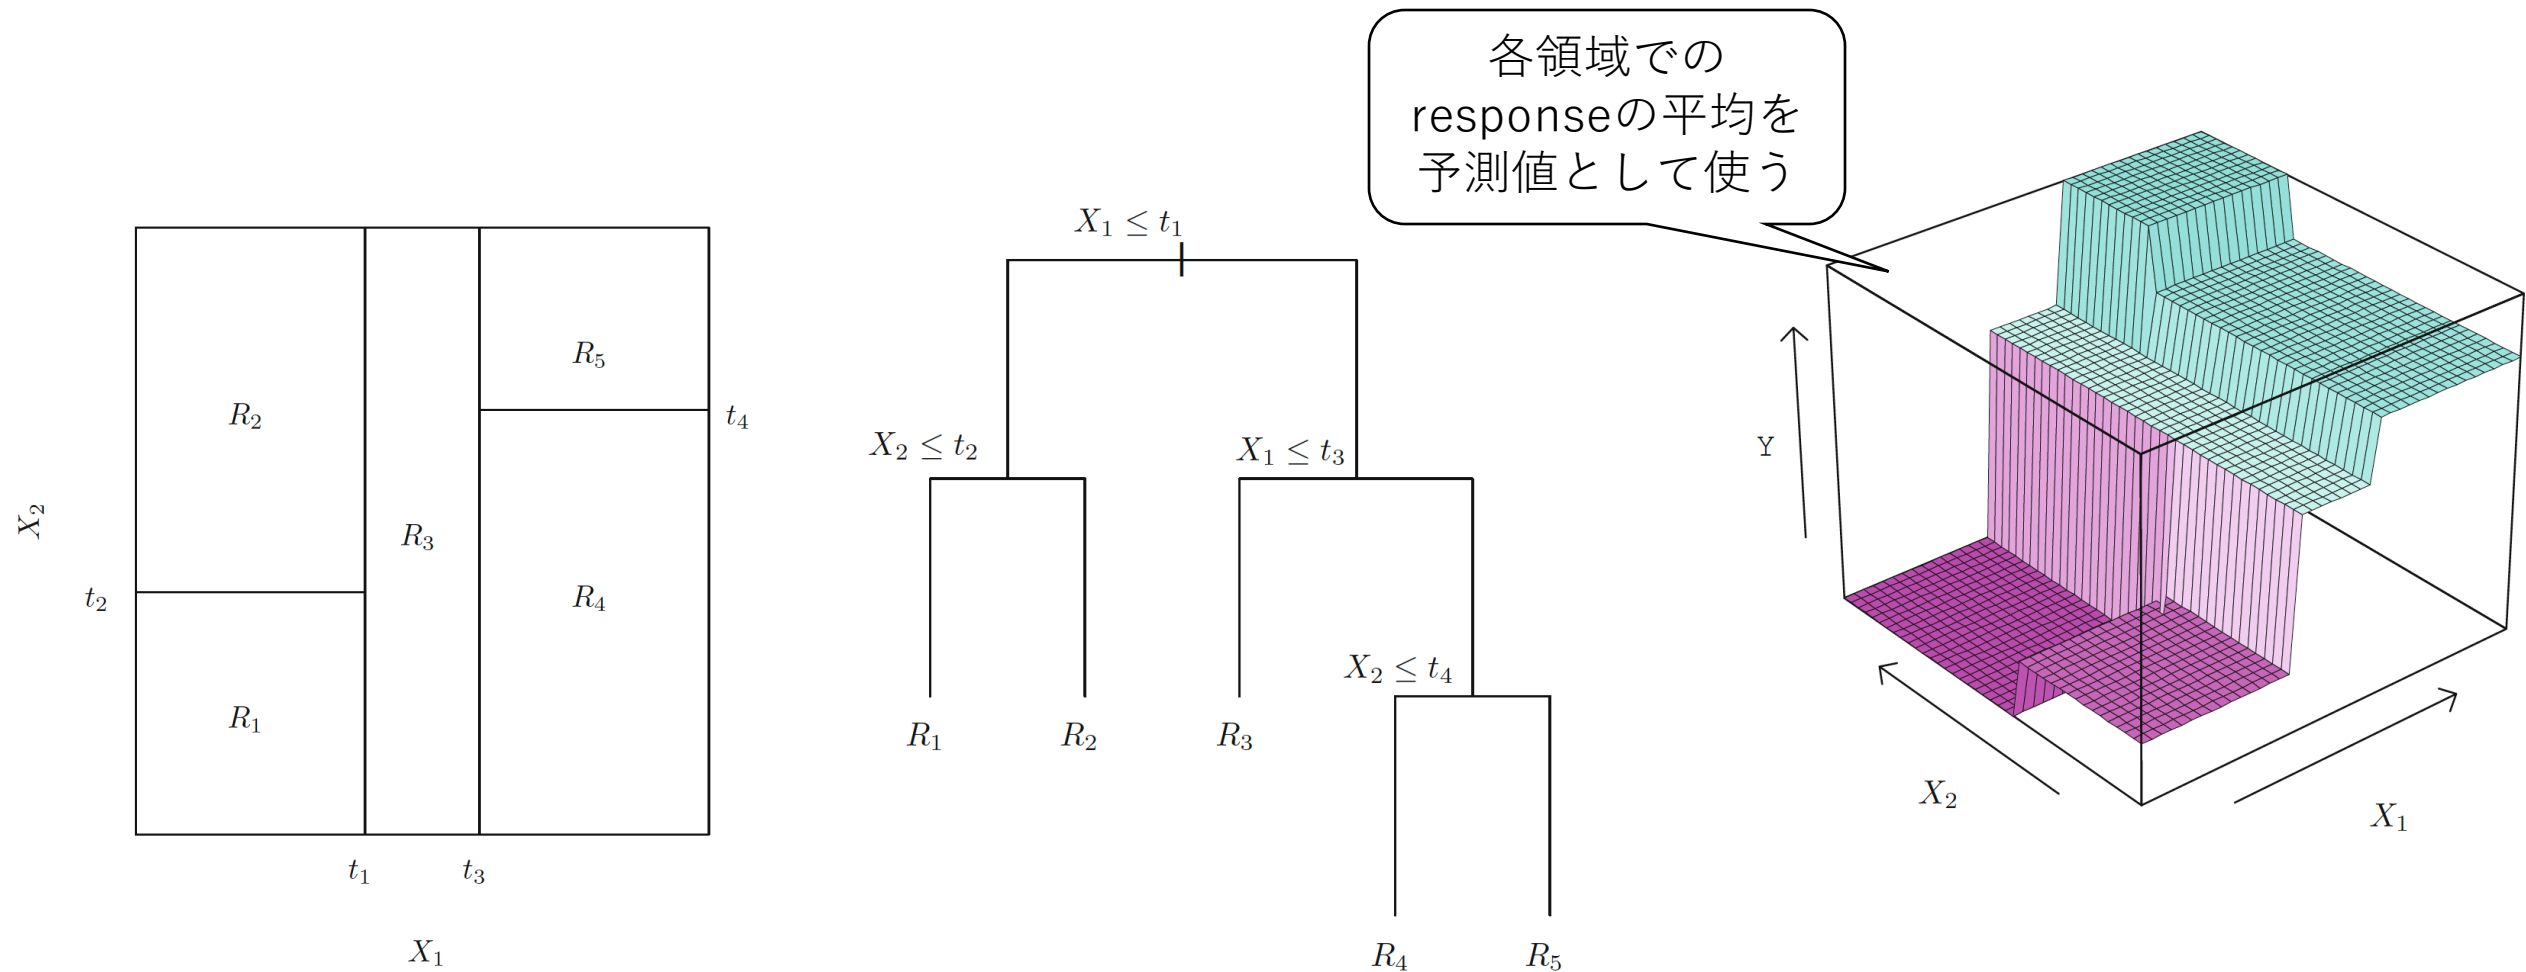 各領域での
responseの平均を
予測値として使う
R₂
R₅
t₄
X₂
R₃
t₂
R₄
R₁
t₁
t₃
X₁
X₁ ≤ t₁
X₂ ≤ t₂
X₁ ≤ t₃
X₂ ≤ t₄
R₁
R₂
R₃
R₄
R₅
Y
X₂
X₁